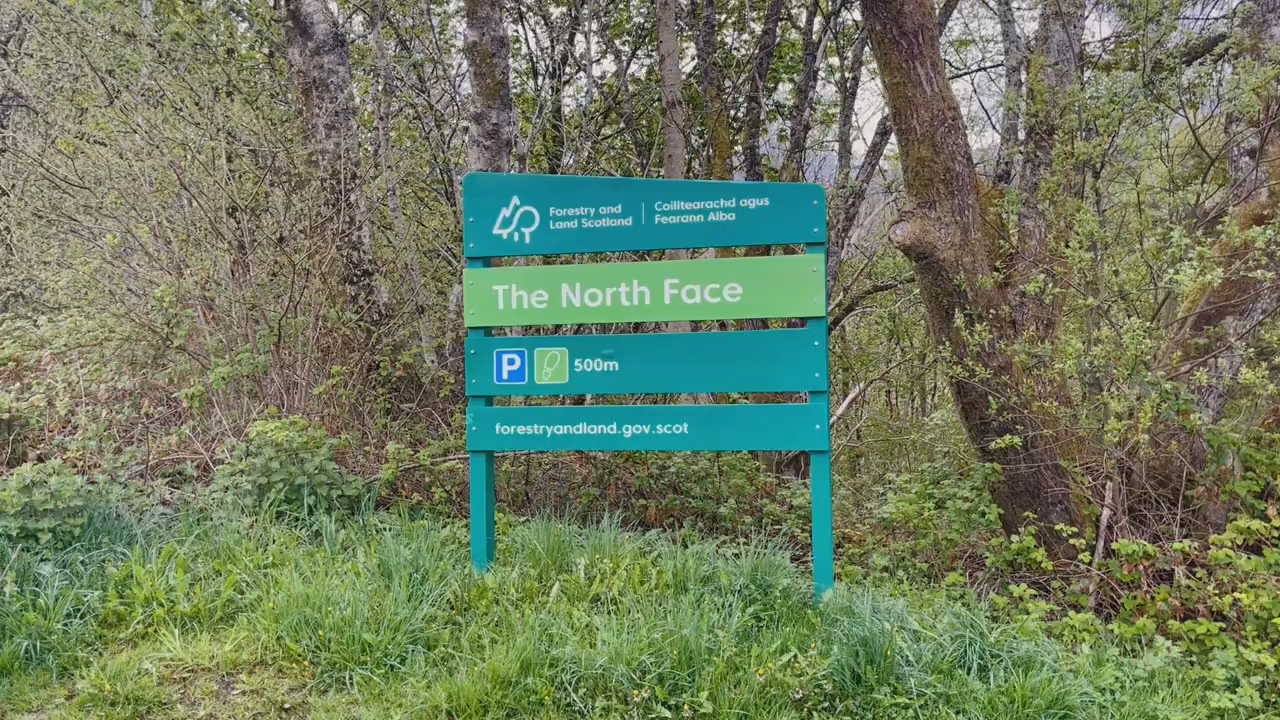 Forestry and
Land Scotland
Coilltearachd agus
Fearann Alba
The North Face
P 500m
forestryandland.gov.scot